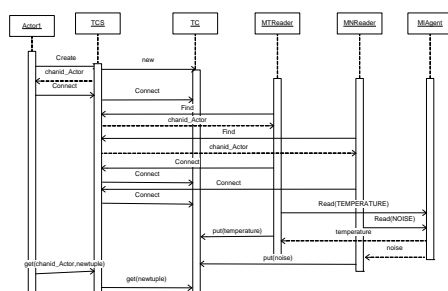 Actor1 TCS TC MTReader MNReader MIAgent
Create
new
chanid_Actor
Connect
Connect
Find
chanid_Actor
Find
chanid_Actor
Connect
Connect
Connect
Connect
Read(TEMPERATURE)
Read(NOISE)
put(temperature)
temperature
noise
put(noise)
get(chanid_Actor,newtuple)
get(newtuple)